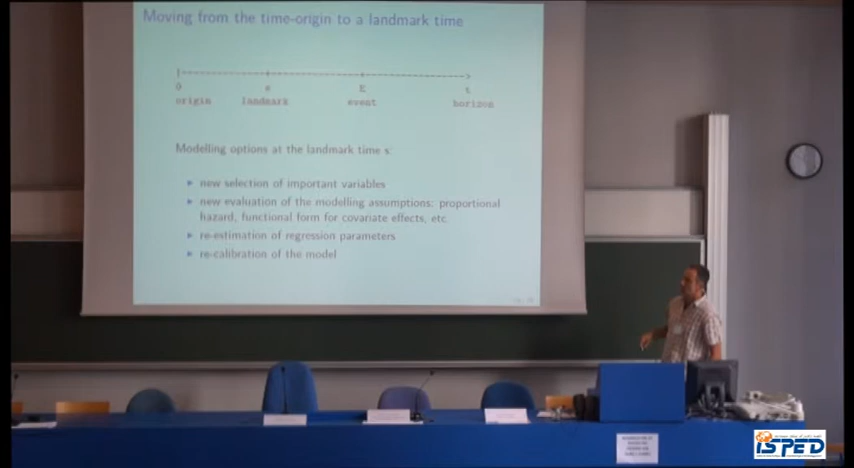 Moving from the time-origin to a landmark time
0 s E t
origin landmark event horizon
Modelling options at the landmark time s:
new selection of important variables
new evaluation of the modelling assumptions: proportional
hazard, functional form for covariate effects, etc.
re-estimation of regression parameters
re-calibration of the model
ISPED